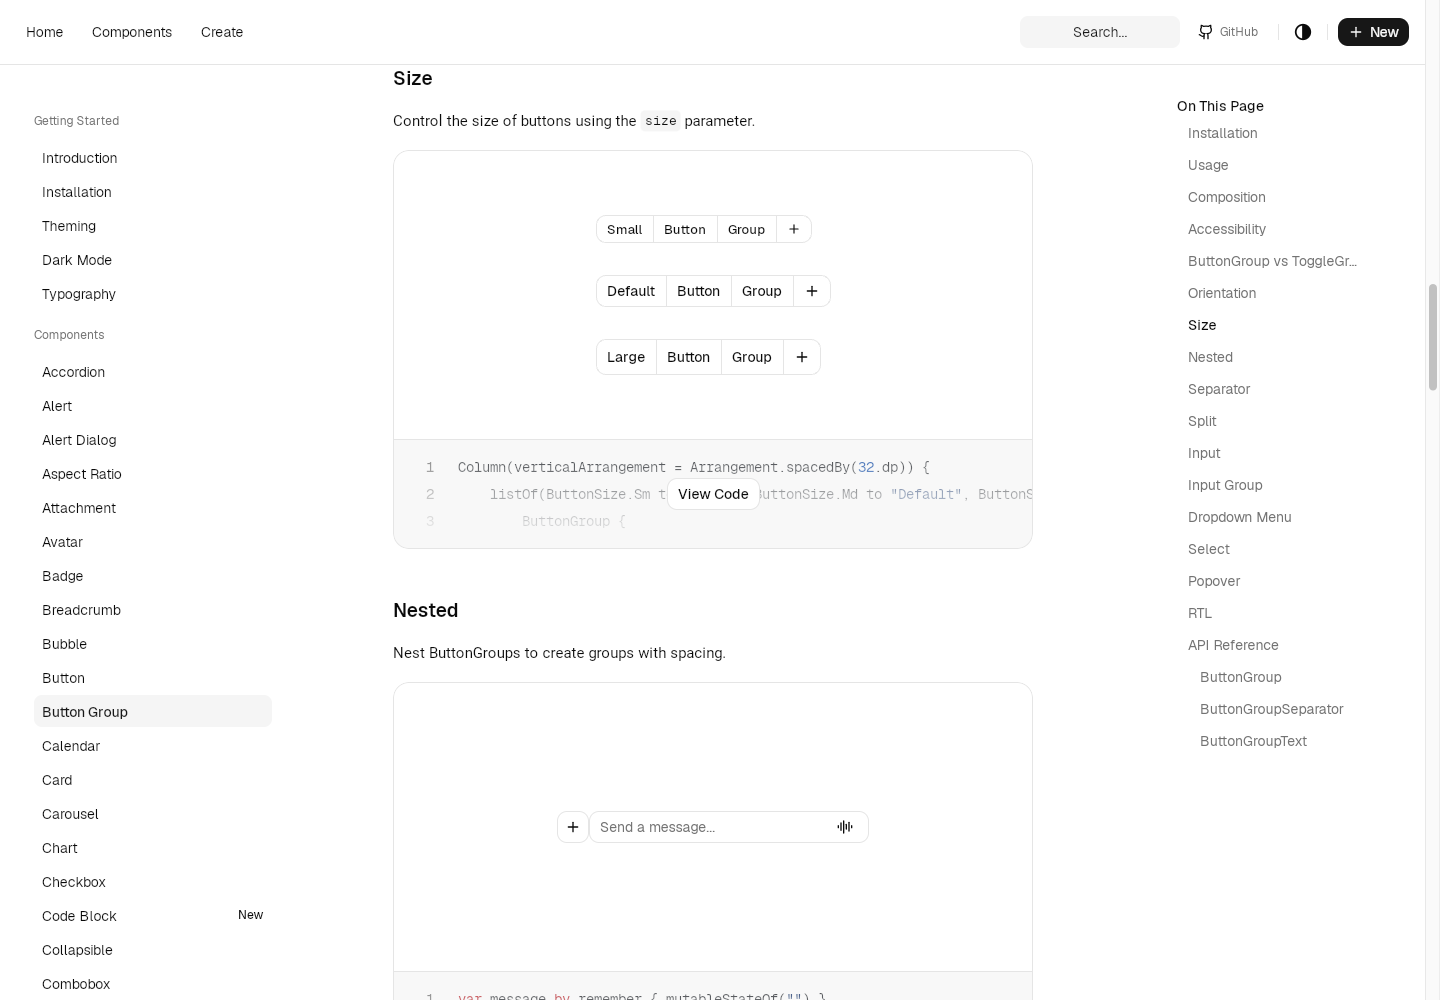 Home
Components
Create
Search...
GitHub
New
Getting Started
Introduction
Installation
Theming
Dark Mode
Typography
Components
Accordion
Alert
Alert Dialog
Aspect Ratio
Attachment
Avatar
Badge
Breadcrumb
Bubble
Button
Button Group
Calendar
Card
Carousel
Chart
Checkbox
Code Block New
Collapsible
Combobox
Size
Control the size of buttons using the size parameter.
Small Button Group
Default Button Group
Large Button Group
1 Column(verticalArrangement = Arrangement.spacedBy(32.dp)) {
2 listOf(ButtonSize.Sm ButtonSize.Md to "Default",
View Code
3 ButtonGroup {
Nested
Nest ButtonGroups to create groups with spacing.
Send a message...
1 var message by remember { mutableStateOf("") }
On This Page
Installation
Usage
Composition
Accessibility
ButtonGroup vs ToggleGr...
Orientation
Size
Nested
Separator
Split
Input
Input Group
Dropdown Menu
Select
Popover
RTL
API Reference
ButtonGroup
ButtonGroupSeparator
ButtonGroupText